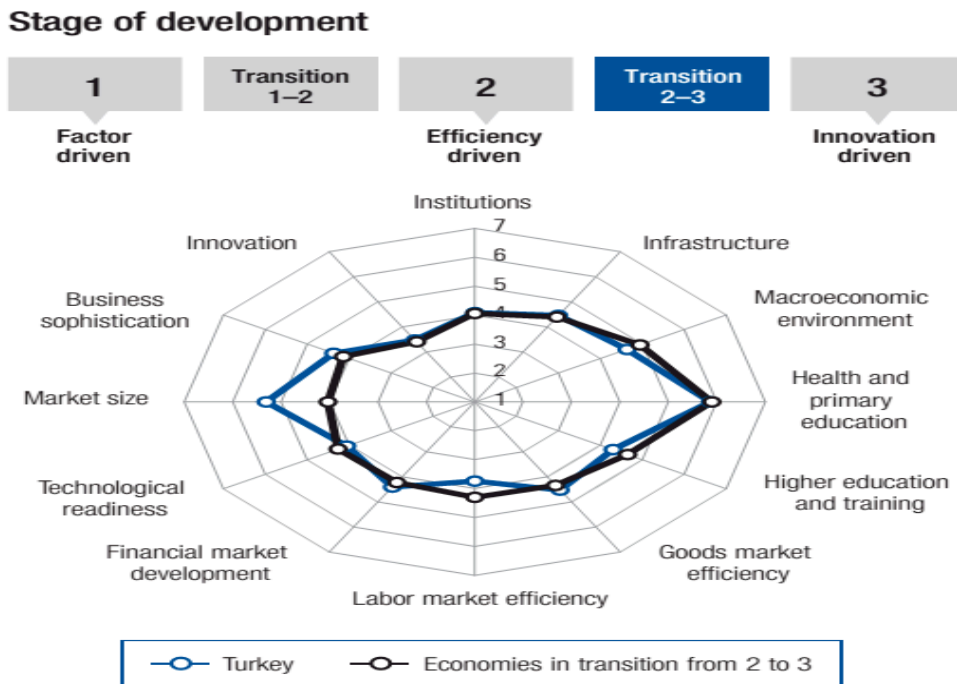 Stage of development
1
Transition
1–2
2
Transition
2–3
3
Factor
driven
Efficiency
driven
Innovation
driven
Institutions
Innovation
Infrastructure
Business
sophistication
Macroeconomic
environment
Market size
Health and
primary
education
Technological
readiness
Higher education
and training
Financial market
development
Goods market
efficiency
Labor market efficiency
7
6
5
4
3
2
1
Turkey
Economies in transition from 2 to 3